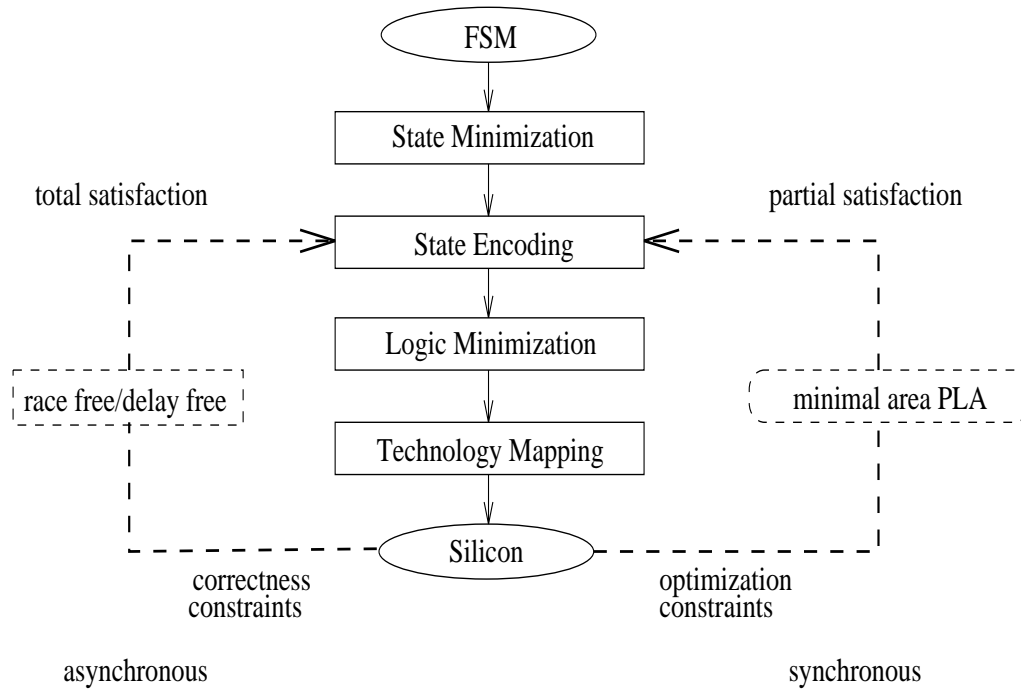 FSM
State Minimization
total satisfaction
partial satisfaction
State Encoding
Logic Minimization
race free/delay free
minimal area PLA
Technology Mapping
Silicon
correctness
constraints
optimization
constraints
asynchronous
synchronous